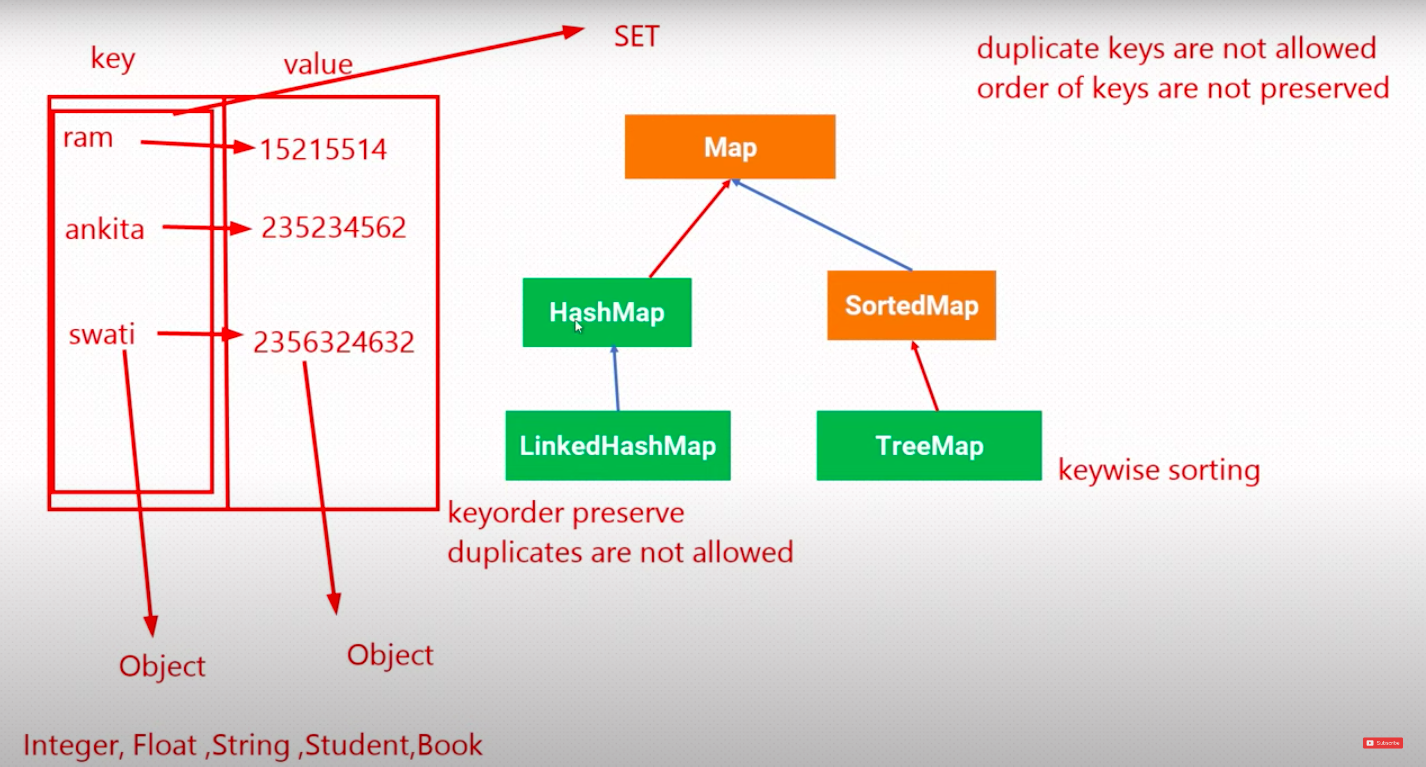 key
value
SET
duplicate keys are not allowed
order of keys are not preserved
ram
15215514
ankita
235234562
swati
2356324632
Map
HashMap
SortedMap
LinkedHashMap
TreeMap
keywise sorting
keyorder preserve
duplicates are not allowed
Object
Object
Integer, Float ,String ,Student,Book
Subscribe